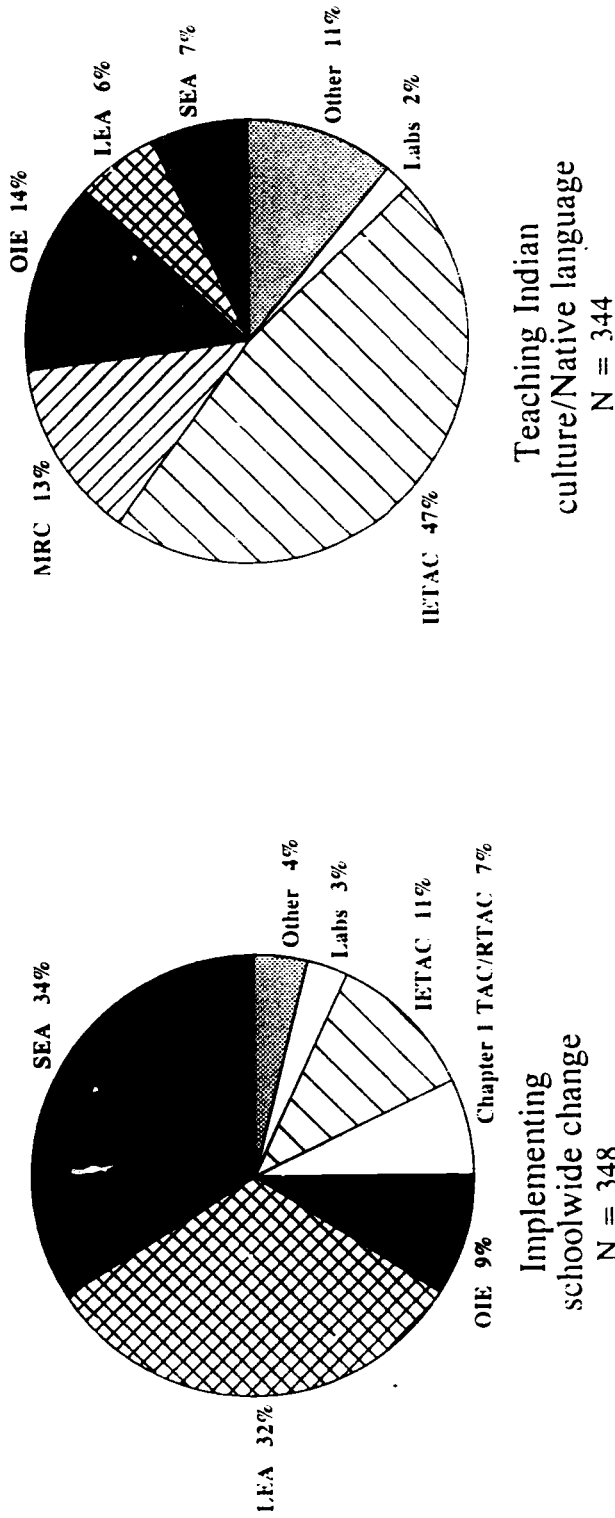 SEA 34%
Other 4%
Labs 3%
IETAC 11%
Chapter 1 TAC/RTAC 7%
OIE 9%
LEA 32%
Implementing
schoolwide change
N = 348
OIE 14%
LEA 6%
SEA 7%
Other 11%
Labs 2%
IETAC 47%
MRC 13%
Teaching Indian
culture/Native language
N = 344